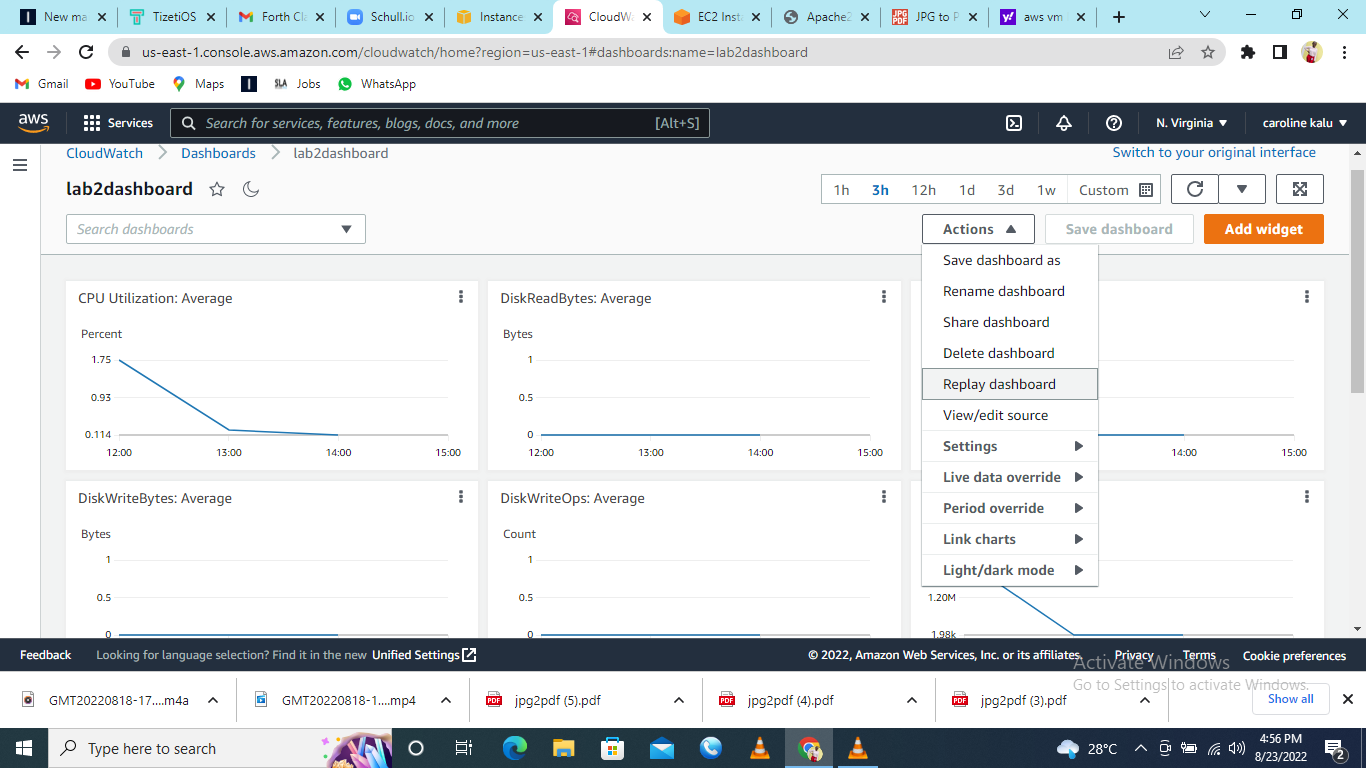 New ma
TizetiOS
Forth Cl
Schull.io
Instance
CloudWa
EC2 Inst
Apache2
JPG to P
aws vm
us-east-1.console.aws.amazon.com/cloudwatch/home?region=us-east-1#dashboards:name=lab2dashboard
Gmail YouTube Maps SLA Jobs WhatsApp
aws Services Search for services, features, blogs, docs, and more [Alt+S] N. Virginia caroline kalu
CloudWatch Dashboards lab2dashboard Switch to your original interface
lab2dashboard 1h 3h 12h 1d 3d 1w Custom
Search dashboards Actions Save dashboard Add widget
Save dashboard as
Rename dashboard
Share dashboard
Delete dashboard
Replay dashboard
View/edit source
Settings
Live data override
Period override
Link charts
Light/dark mode
CPU Utilization: Average
Percent
1.75
0.93
0.114
12:00 13:00 14:00 15:00
DiskReadBytes: Average
Bytes
1
0.5
0
12:00 13:00 14:00 15:00
14:00 15:00
DiskWriteBytes: Average
Bytes
1
0.5
0
DiskWriteOps: Average
Count
1
0.5
0
1.20M
1.98k
Feedback Looking for language selection? Find it in the new Unified Settings © 2022, Amazon Web Services, Inc. or its affiliates. Privacy Terms Cookie preferences
Activate Windows
Go to Settings to activate Windows.
GMT20220818-17....m4a GMT20220818-1....mp4 PDF jpg2pdf (5).pdf PDF jpg2pdf (4).pdf PDF jpg2pdf (3).pdf Show all
Type here to search 28°C 4:56 PM
8/23/2022
2